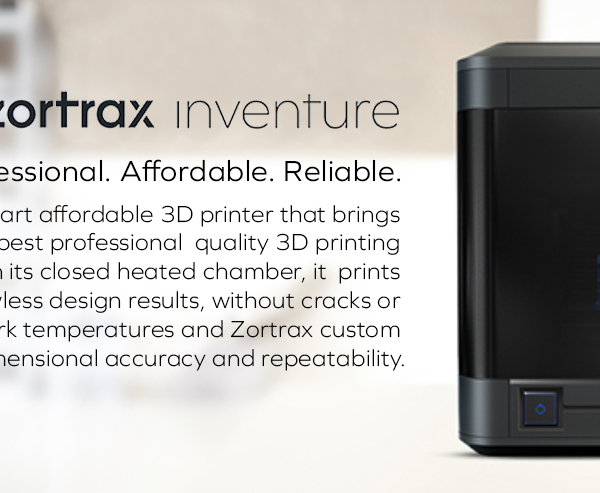 zortrax inventure
essional. Affordable. Reliable.
art affordable 3D printer that brings
best professional quality 3D printing
its closed heated chamber, it prints
less design results, without cracks or
rk temperatures and Zortrax custom
mensional accuracy and repeatability.